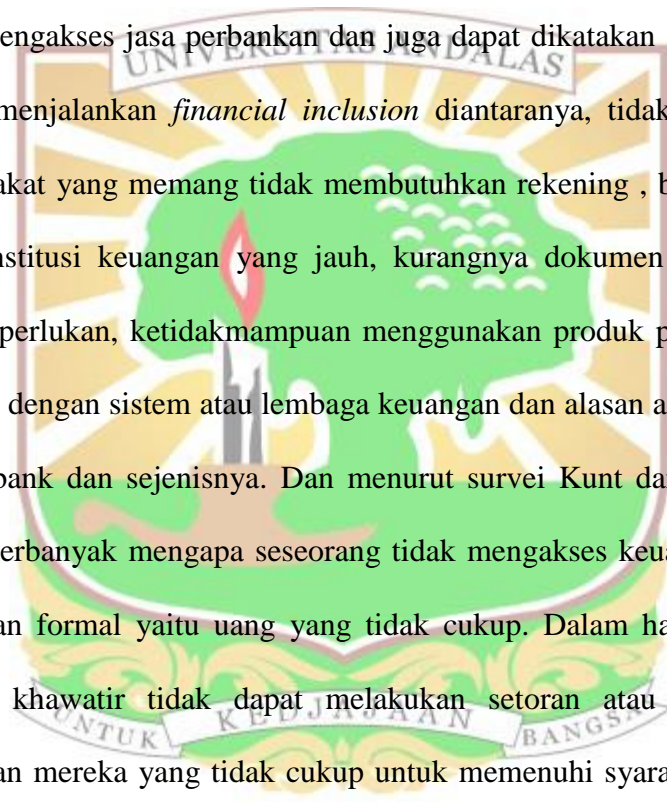 engakses jasa perbankan dan juga dapat dikatakan
UNIVERSITAS ANDALAS
menjalankan financial inclusion diantaranya, tidak
akat yang memang tidak membutuhkan rekening , b
nstitusi keuangan yang jauh, kurangnya dokumen
perlukan, ketidakmampuan menggunakan produk p
dengan sistem atau lembaga keuangan dan alasan a
bank dan sejenisnya. Dan menurut survei Kunt da
erbanyak mengapa seseorang tidak mengakses keua
an formal yaitu uang yang tidak cukup. Dalam ha
khawatir tidak dapat melakukan setoran atau
UNTUK KEDJAJAAN BANGSA
an mereka yang tidak cukup untuk memenuhi syara